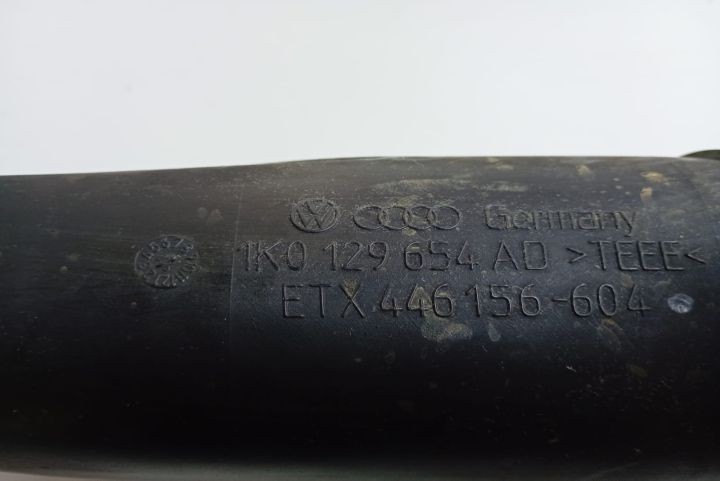 Germany
1K0 129 654 AD >TEEE<
ETX 446 156-604